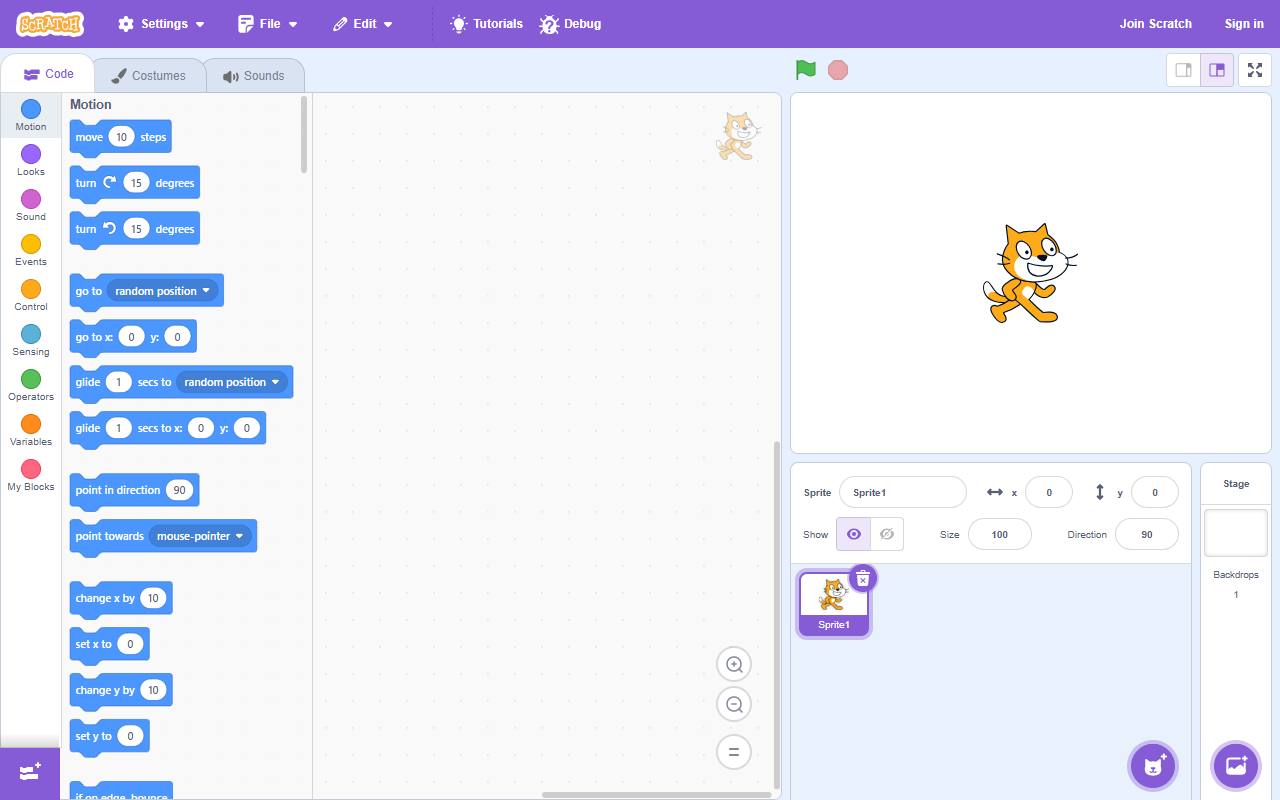 SCRATCH Settings File Edit Tutorials Debug Join Scratch Sign in
Code Costumes Sounds
Motion
Looks
Sound
Events
Control
Sensing
Operators
Variables
My Blocks
Motion
move 10 steps
turn 15 degrees
turn 15 degrees
go to random position
go to x: 0 y: 0
glide 1 secs to random position
glide 1 secs to x: 0 y: 0
point in direction 90
point towards mouse-pointer
change x by 10
set x to 0
change y by 10
set y to 0
if on edge, bounce
Sprite Sprite1 x 0 y 0
Show Size 100 Direction 90
Sprite1
Stage
Backdrops
1